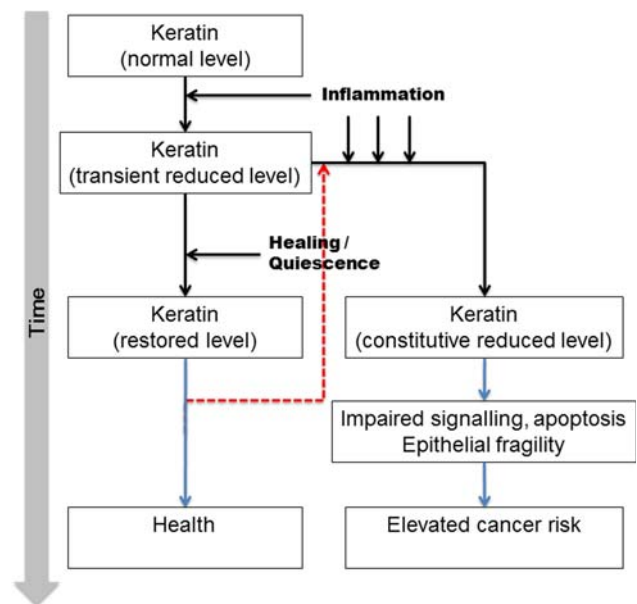 Keratin
(normal level)
Inflammation
Keratin
(transient reduced level)
Healing /
Quiescence
Time
Keratin
(restored level)
Keratin
(constitutive reduced level)
Impaired signalling, apoptosis
Epithelial fragility
Health
Elevated cancer risk